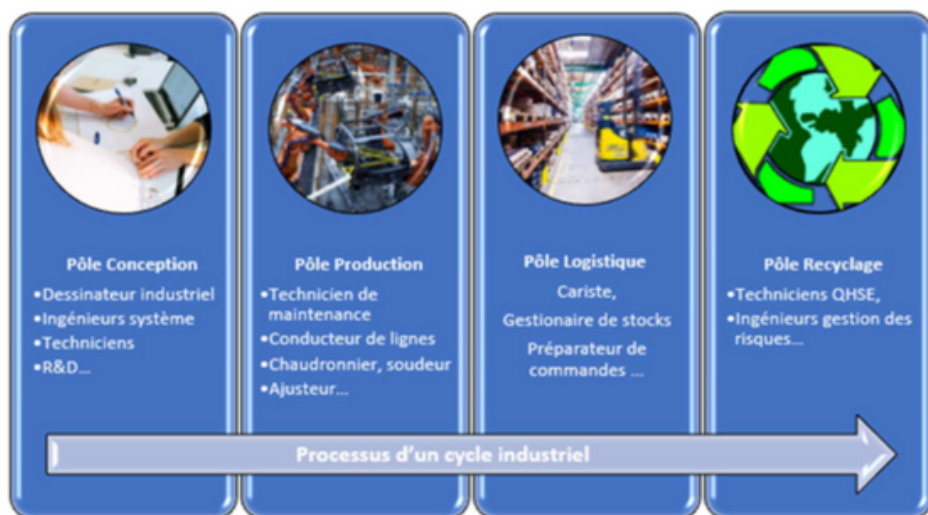 Pôle Conception
•Dessinateur industriel
•Ingénieurs système
•Techniciens
•R&D...
Pôle Production
•Technicien de
maintenance
•Conducteur de lignes
•Chaudronnier, soudeur
•Ajusteur...
Pôle Logistique
Cariste,
Gestionaire de stocks
Préparateur de
commandes ...
Pôle Recyclage
•Techniciens QHSE,
•Ingénieurs gestion des
risques...
Processus d'un cycle industriel